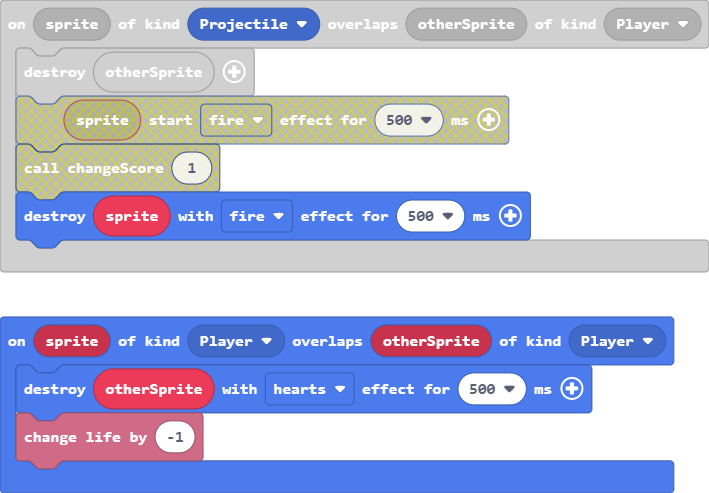 on sprite of kind Projectile overlaps otherSprite of kind Player
destroy otherSprite
sprite start fire effect for 500 ms
call changeScore 1
destroy sprite with fire effect for 500 ms
on sprite of kind Player overlaps otherSprite of kind Player
destroy otherSprite with hearts effect for 500 ms
change life by -1